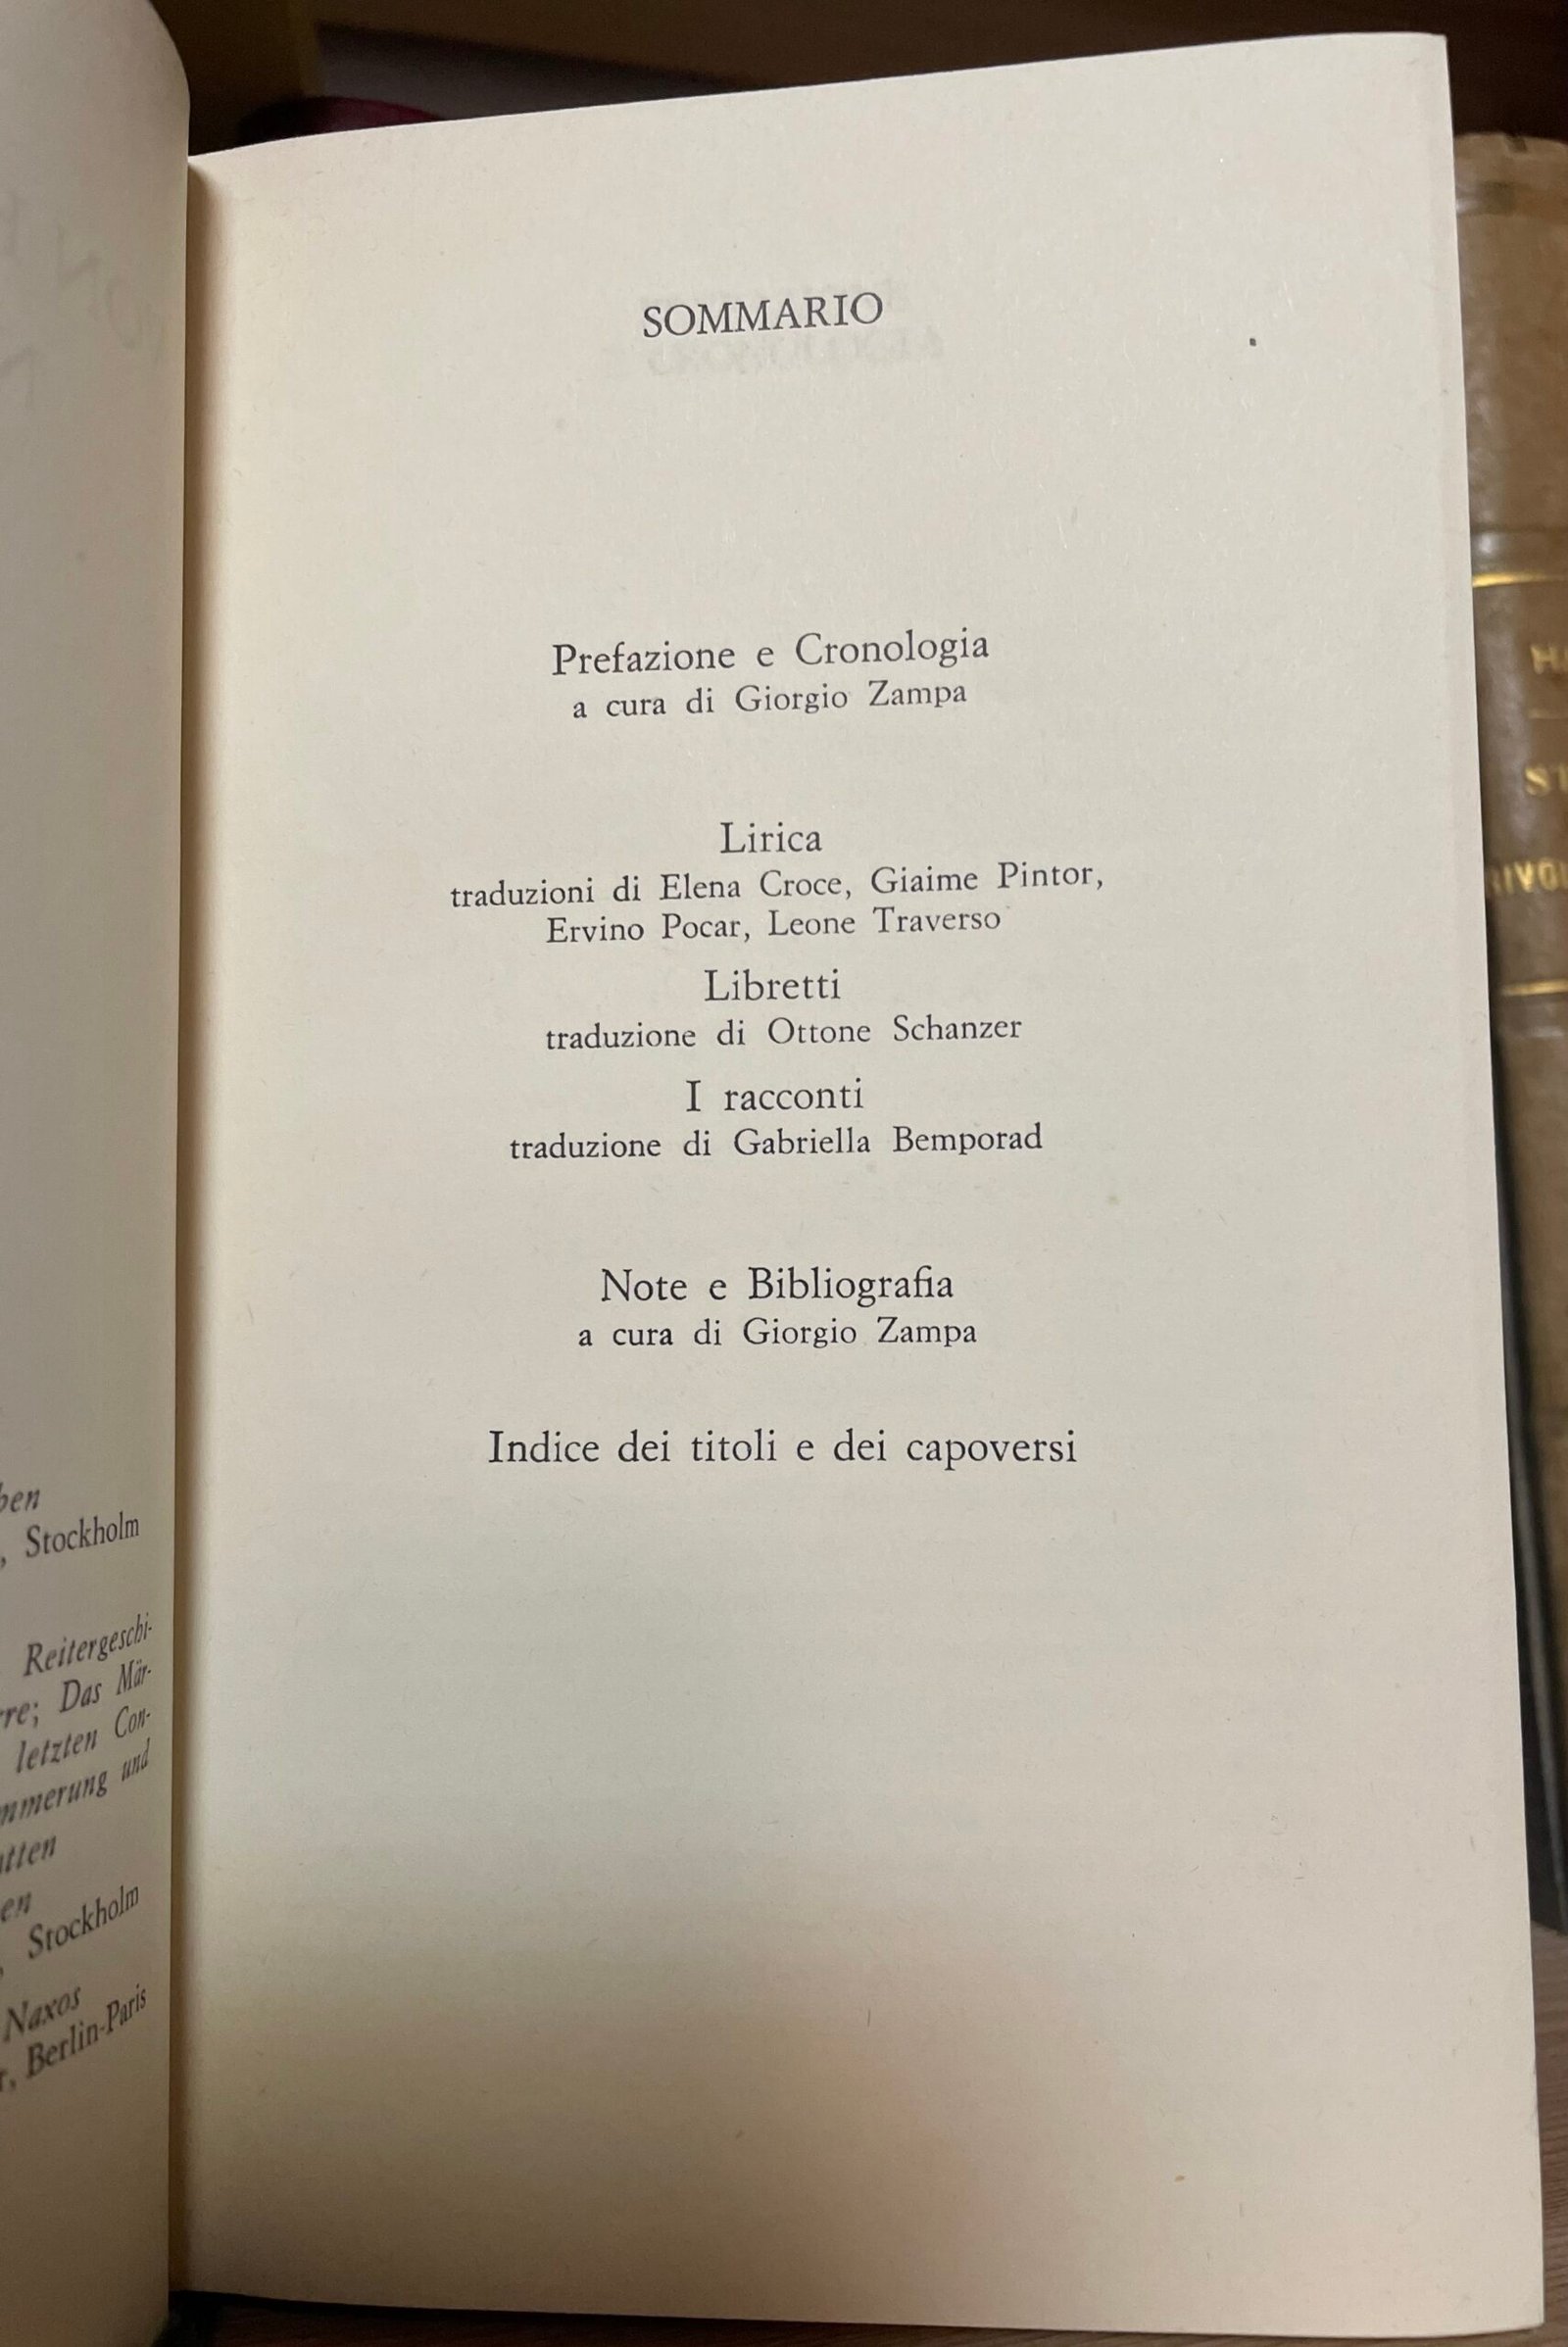 Stockholm
Reitergeschi-
Das Mär-
letzten Con-
und
Stockholm
Naxos
Berlin-Paris
SOMMARIO
Prefazione e Cronologia
a cura di Giorgio Zampa
Lirica
traduzioni di Elena Croce, Giaime Pintor,
Ervino Pocar, Leone Traverso
Libretti
traduzione di Ottone Schanzer
I racconti
traduzione di Gabriella Bemporad
Note e Bibliografia
a cura di Giorgio Zampa
Indice dei titoli e dei capoversi